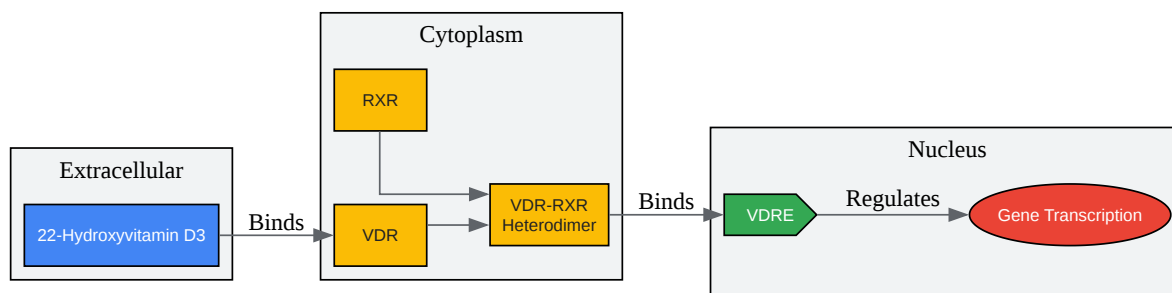 Extracellular
22-Hydroxyvitamin D3
Binds
Cytoplasm
RXR
VDR
VDR-RXR
Heterodimer
Binds
Nucleus
VDRE
Regulates
Gene Transcription